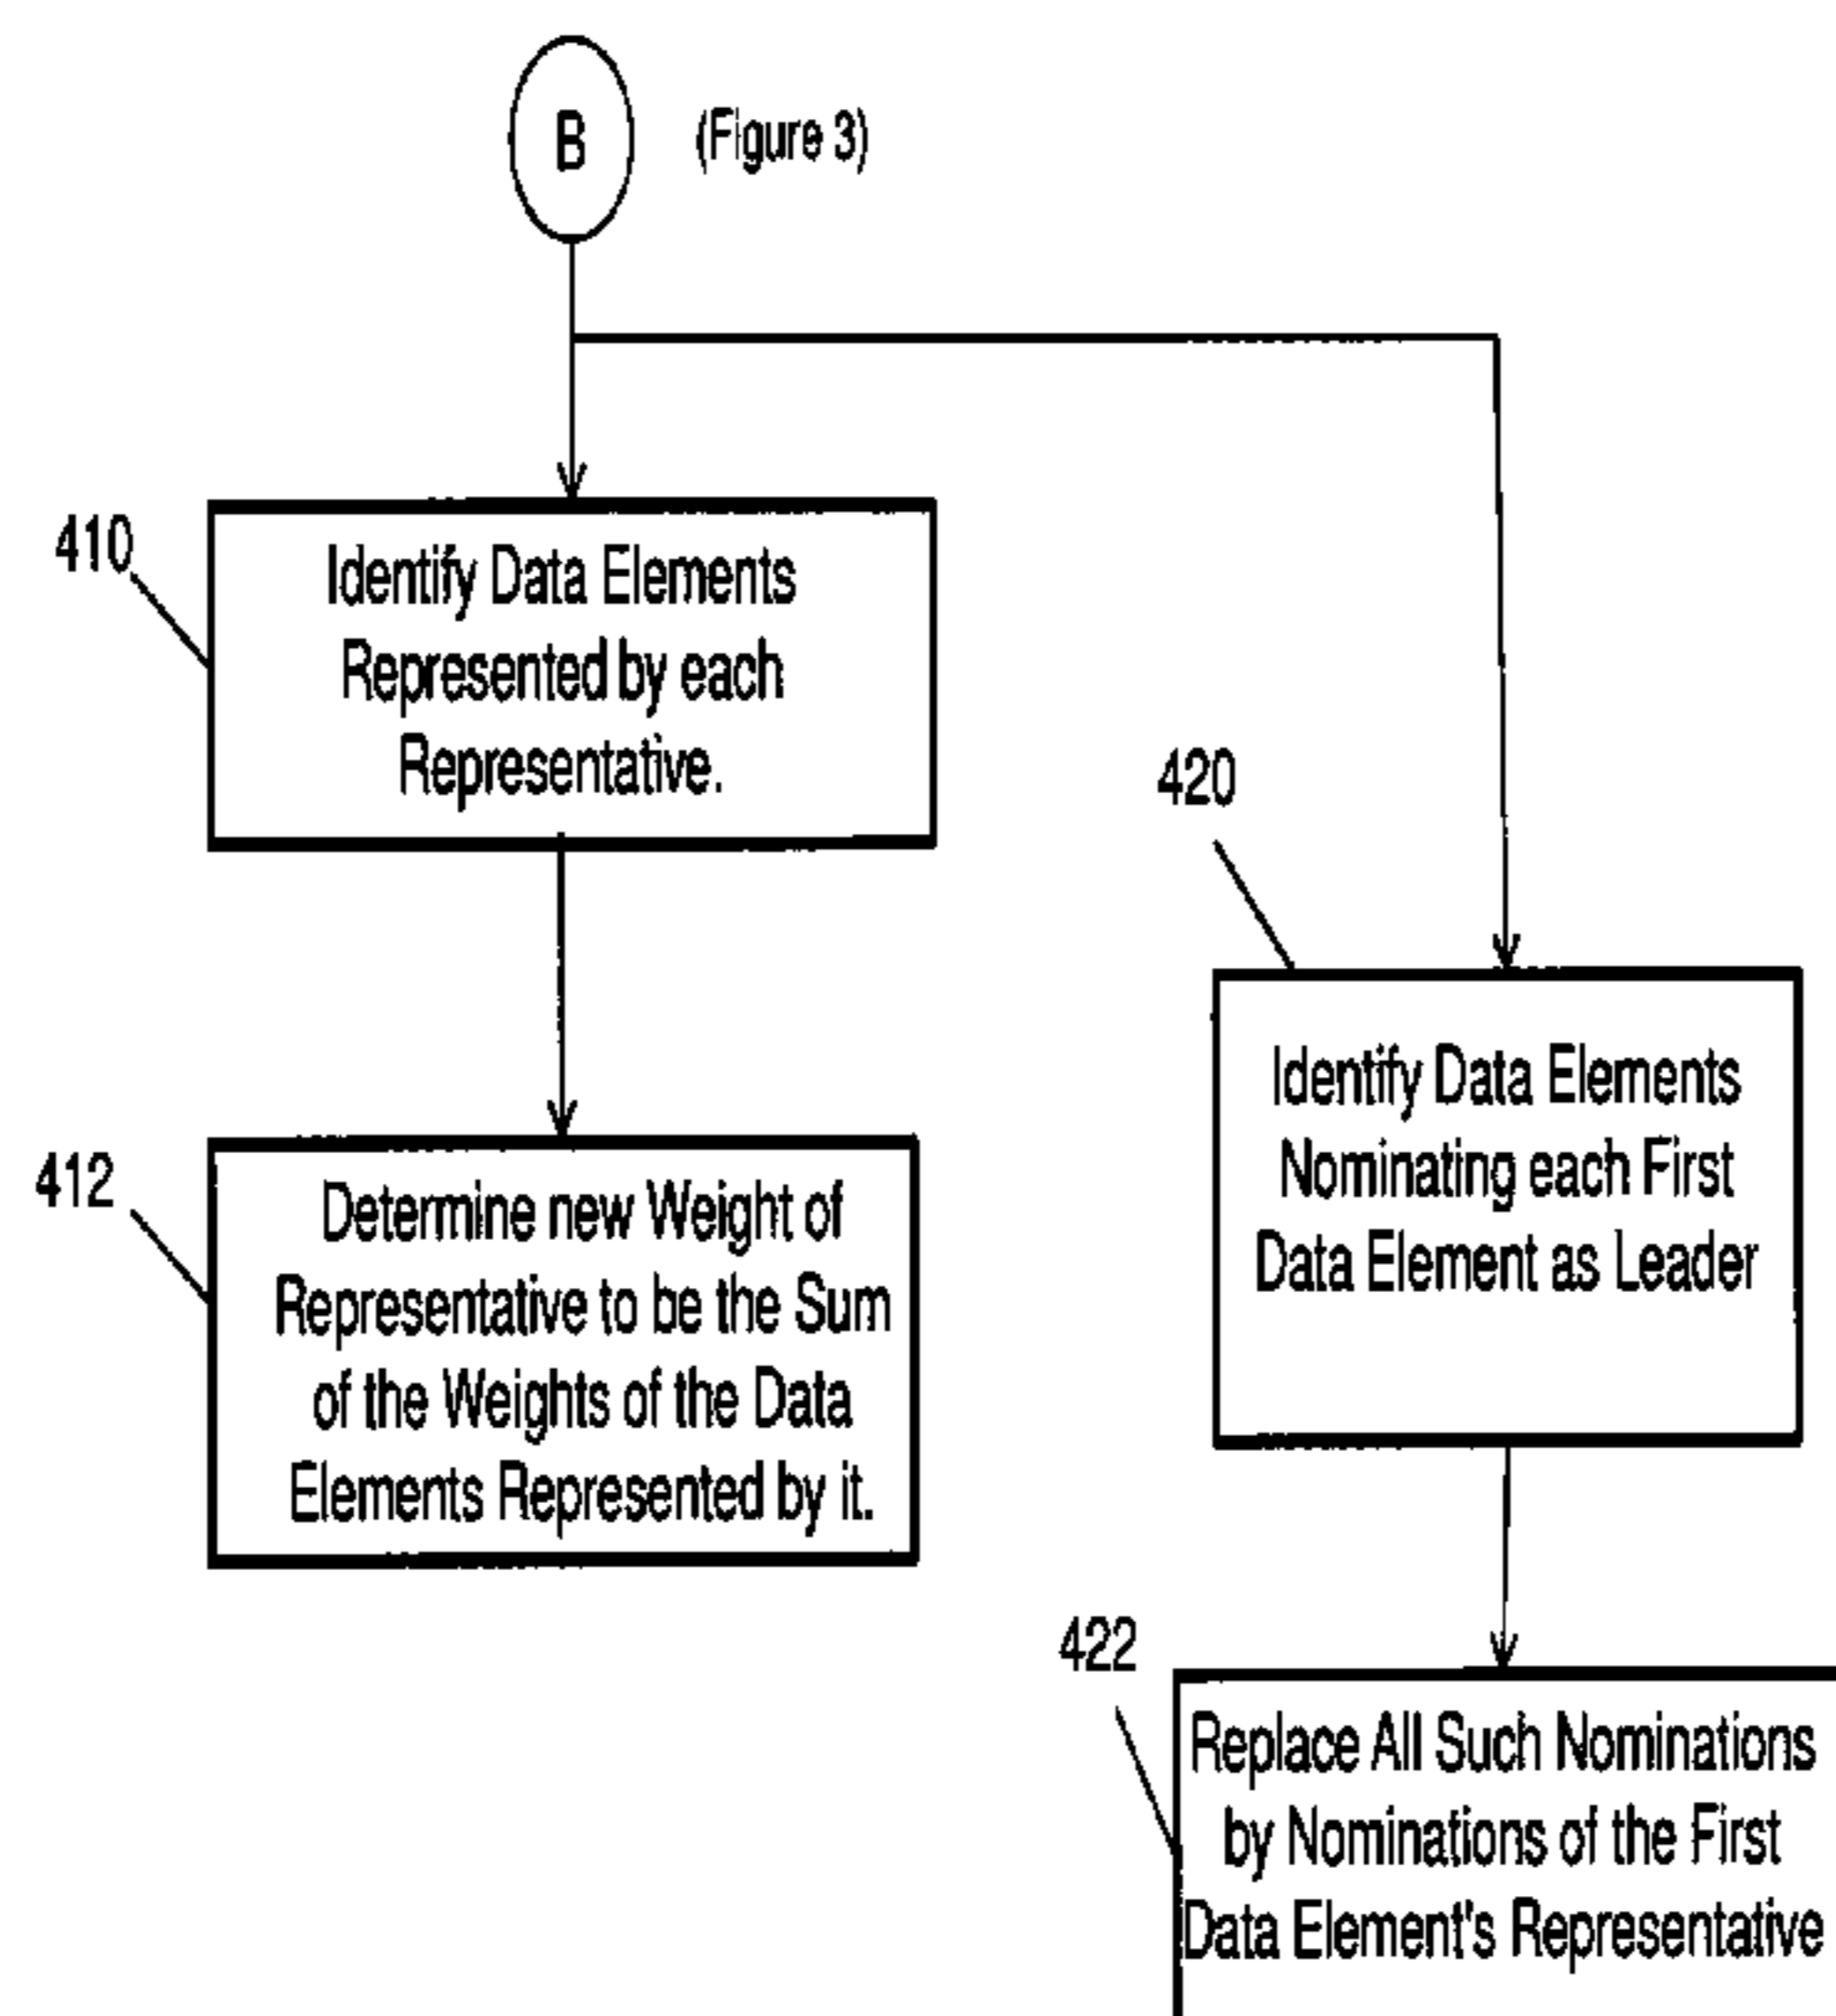 B
(Figure 3)
410
Identify Data Elements
Represented by each
Representative.
412
Determine new Weight of
Representative to be the Sum
of the Weights of the Data
Elements Represented by it.
420
Identify Data Elements
Nominating each First
Data Element as Leader
422
Replace All Such Nominations
by Nominations of the First
Data Element's Representative